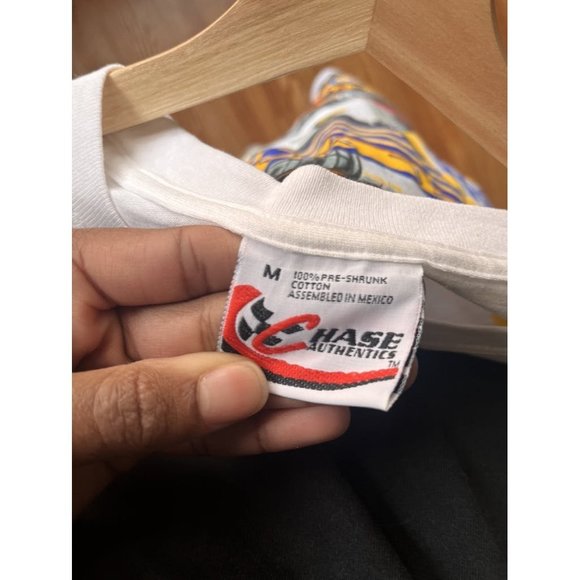 M 100% PRE-SHRUNK
COTTON
ASSEMBLED IN MEXICO
CHASE
AUTHENTICS
TM